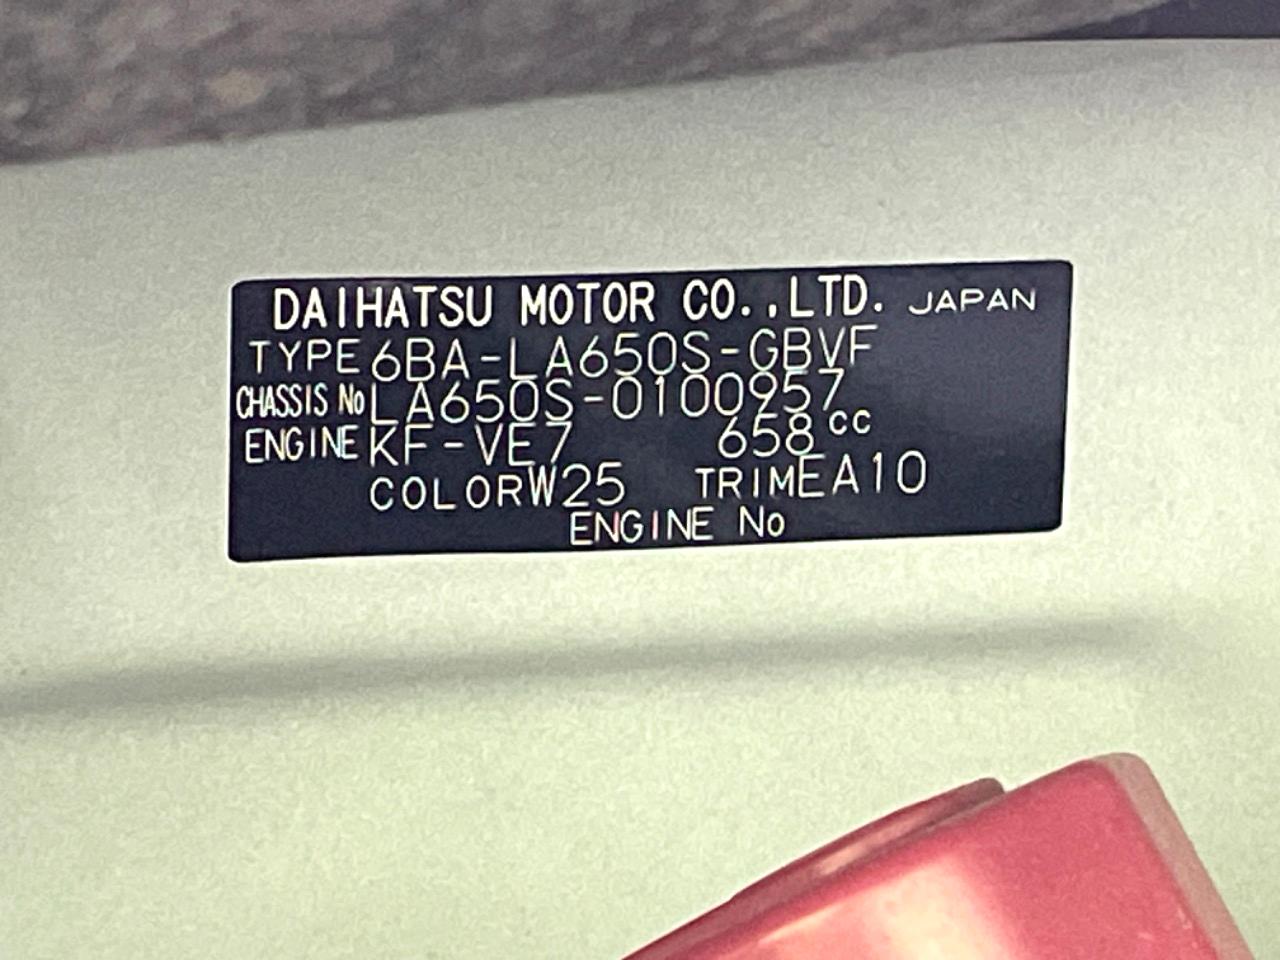 DAIHATSU MOTOR CO.,LTD. JAPAN
TYPE 6BA-LA650S-GBVF
CHASSIS No LA650S-0100957
ENGINE KF-VE7 658cc
COLOR W25 TRIM EA10
ENGINE No